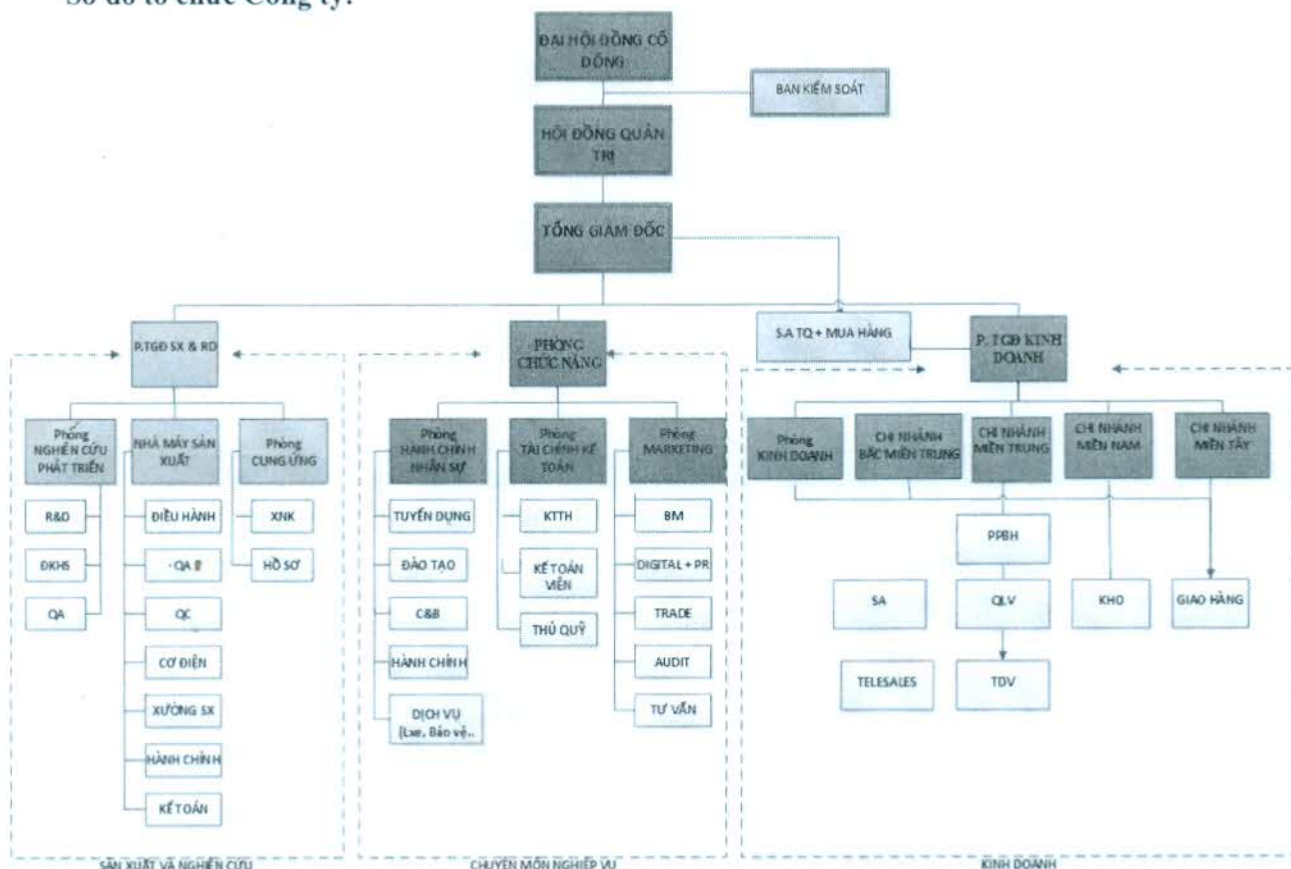 Sơ đồ tổ chức Công ty:
ĐẠI HỘI ĐỒNG CỔ
ĐÔNG
BAN KIỂM SOÁT
HỘI ĐỒNG QUẢN
TRỊ
TỔNG GIÁM ĐỐC
P.TGĐ SX & RD
PHÒNG
CHỨC NĂNG
S.A TQ + MUA HÀNG
P. TGĐ KINH
DOANH
Phòng
NGHIÊN CỨU
PHÁT TRIỂN
NHÀ MÁY SẢN
XUẤT
Phòng
CUNG ỨNG
Phòng
HÀNH CHÍNH
NHÂN SỰ
Phòng
TÀI CHÍNH KẾ
TOÁN
Phòng
MARKETING
Phòng
KINH DOANH
CHI NHÁNH
BẮC MIỀN TRUNG
CHI NHÁNH
MIỀN TRUNG
CHI NHÁNH
MIỀN NAM
CHI NHÁNH
MIỀN TÂY
R&D
ĐKHS
QA
ĐIỀU HÀNH
QA
QC
CƠ ĐIỆN
XƯỞNG SX
HÀNH CHÍNH
KẾ TOÁN
XNK
HỒ SƠ
TUYỂN DỤNG
ĐÀO TẠO
C&B
HÀNH CHÍNH
DỊCH VỤ
(Lxe, Bảo vệ..
KTTH
KẾ TOÁN
VIÊN
THỦ QUỸ
BM
DIGITAL + PR
TRADE
AUDIT
TƯ VẤN
PPBH
SA
QLV
KHO
GIAO HÀNG
TELESALES
TDV
SẢN XUẤT VÀ NGHIÊN CỨU
CHUYÊN MÔN NGHIỆP VỤ
KINH DOANH